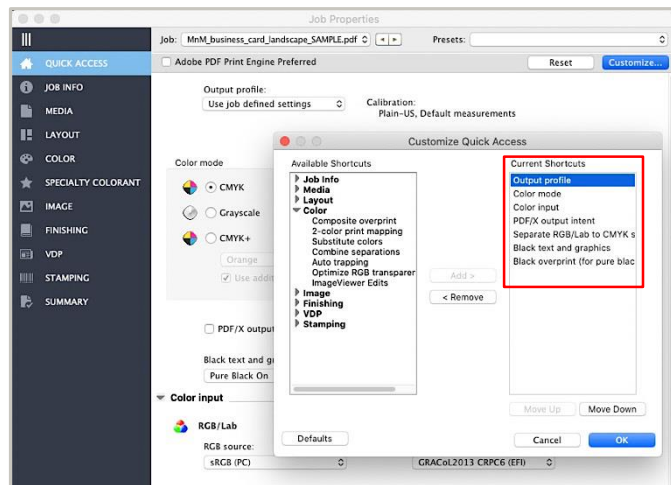 Job Properties
Job: MnM_business_card_landscape_SAMPLE.pdf Presets:
QUICK ACCESS
JOB INFO
MEDIA
LAYOUT
COLOR
SPECIALTY COLORANT
IMAGE
FINISHING
VDP
STAMPING
SUMMARY
Adobe PDF Print Engine Preferred Reset Customize...
Output profile:
Use job defined settings
Calibration:
Plain-US, Default measurements
Color mode
CMYK
Grayscale
CMYK+
Orange
Use addit
PDF/X output
Black text and g
Pure Black On
Color input
RGB/Lab
RGB source:
sRGB (PC)
GRACoL2013 CRPC6 (EFI)
Customize Quick Access
Available Shortcuts
Job Info
Media
Layout
Color
Composite overprint
2-color print mapping
Substitute colors
Combine separations
Auto trapping
Optimize RGB transparer
ImageViewer Edits
Image
Finishing
VDP
Stamping
Add >
< Remove
Current Shortcuts
Output profile
Color mode
Color input
PDF/X output intent
Separate RGB/Lab to CMYK s
Black text and graphics
Black overprint (for pure blac
Move Up Move Down
Defaults Cancel OK